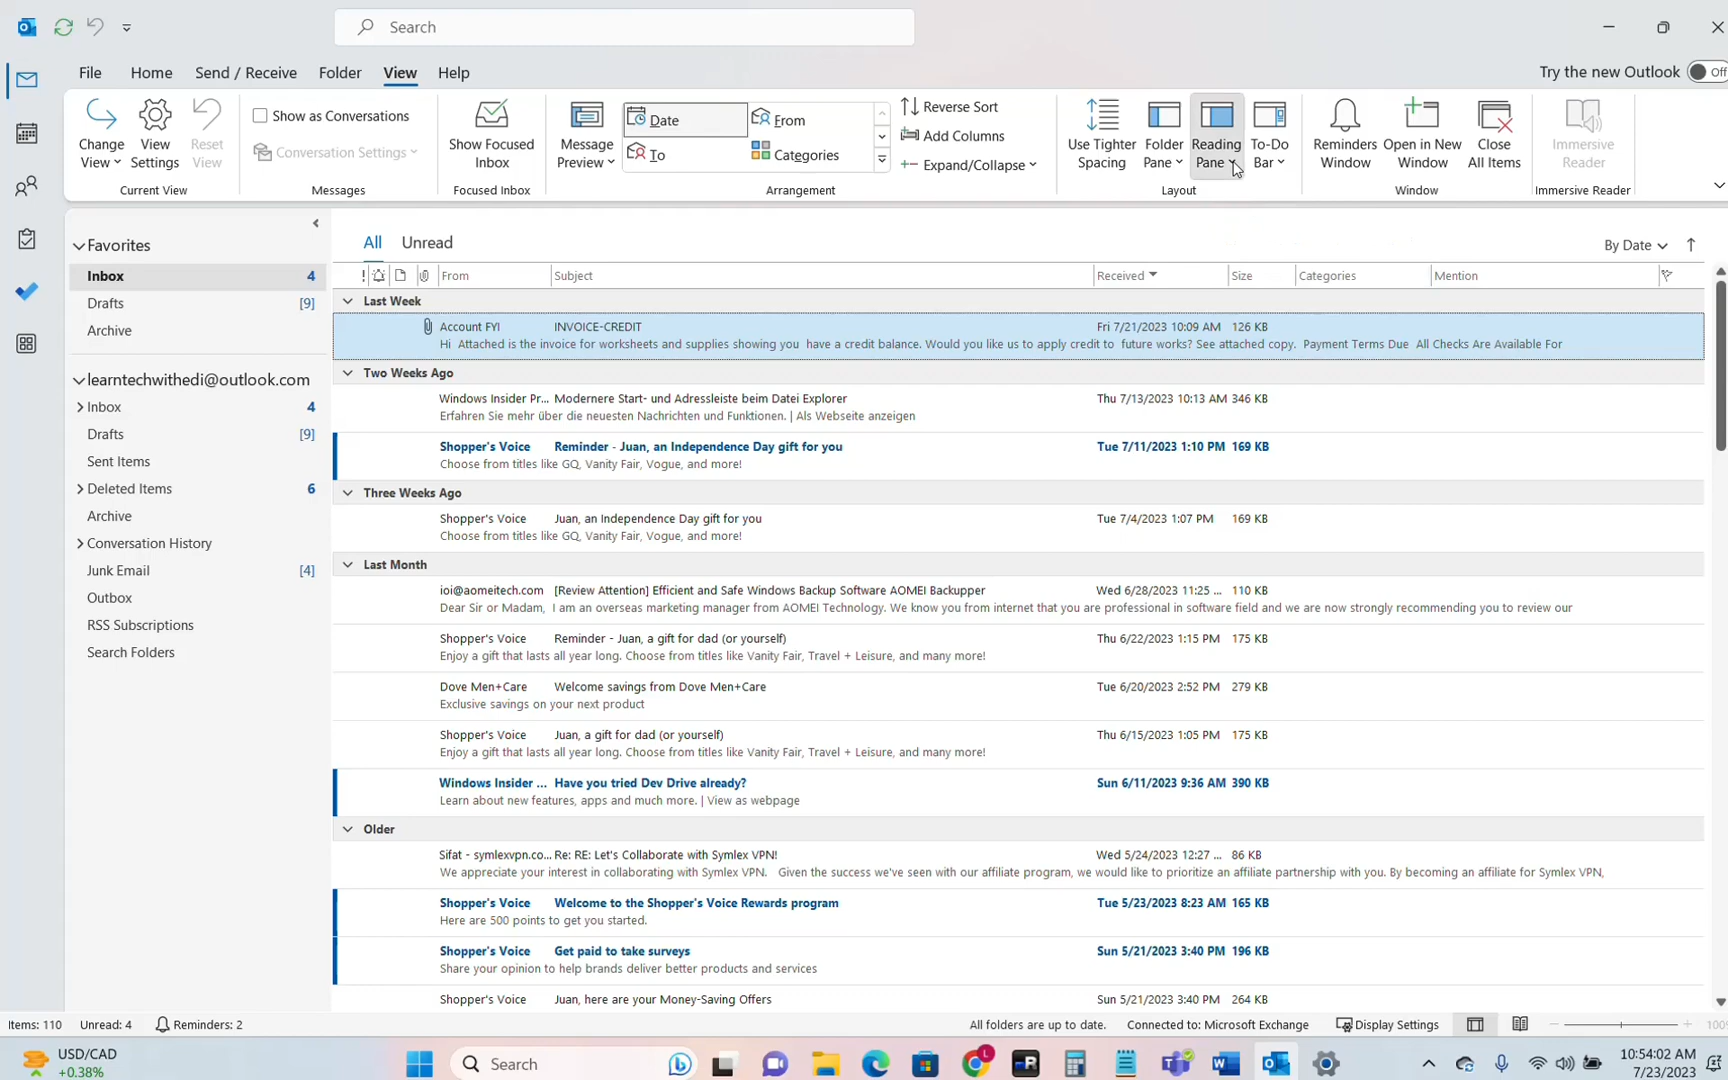 Search
File Home Send / Receive Folder View Help
Try the new Outlook Off
Change View
View Settings
Reset View
Current View
Show as Conversations
Conversation Settings
Messages
Show Focused Inbox
Focused Inbox
Message Preview
Date From
To Categories
Reverse Sort
Add Columns
Expand/Collapse
Arrangement
Use Tighter Spacing
Folder Pane
Reading Pane
To-Do Bar
Layout
Reminders Window
Open in New Window
Close All Items
Window
Immersive Reader
Immersive Reader
Favorites
Inbox 4
Drafts [9]
Archive
learntechwithedi@outlook.com
Inbox 4
Drafts [9]
Sent Items
Deleted Items 6
Archive
Conversation History
Junk Email [4]
Outbox
RSS Subscriptions
Search Folders
All Unread
By Date
! From Subject Received Size Categories Mention
Last Week
Account FYI INVOICE-CREDIT Fri 7/21/2023 10:09 AM 126 KB
Hi Attached is the invoice for worksheets and supplies showing you have a credit balance. Would you like us to apply credit to future works? See attached copy. Payment Terms Due All Checks Are Available For
Two Weeks Ago
Windows Insider Pr... Modernere Start- und Adressleiste beim Datei Explorer Thu 7/13/2023 10:13 AM 346 KB
Erfahren Sie mehr über die neuesten Nachrichten und Funktionen. | Als Webseite anzeigen
Shopper's Voice Reminder - Juan, an Independence Day gift for you Tue 7/11/2023 1:10 PM 169 KB
Choose from titles like GQ, Vanity Fair, Vogue, and more!
Three Weeks Ago
Shopper's Voice Juan, an Independence Day gift for you Tue 7/4/2023 1:07 PM 169 KB
Choose from titles like GQ, Vanity Fair, Vogue, and more!
Last Month
ioi@aomeitech.com [Review Attention] Efficient and Safe Windows Backup Software AOMEI Backupper Wed 6/28/2023 11:25 ... 110 KB
Dear Sir or Madam, I am an overseas marketing manager from AOMEI Technology. We know you from internet that you are professional in software field and we are now strongly recommending you to review our
Shopper's Voice Reminder - Juan, a gift for dad (or yourself) Thu 6/22/2023 1:15 PM 175 KB
Enjoy a gift that lasts all year long. Choose from titles like Vanity Fair, Travel + Leisure, and many more!
Dove Men+Care Welcome savings from Dove Men+Care Tue 6/20/2023 2:52 PM 279 KB
Exclusive savings on your next product
Shopper's Voice Juan, a gift for dad (or yourself) Thu 6/15/2023 1:05 PM 175 KB
Enjoy a gift that lasts all year long. Choose from titles like Vanity Fair, Travel + Leisure, and many more!
Windows Insider ... Have you tried Dev Drive already? Sun 6/11/2023 9:36 AM 390 KB
Learn about new features, apps and much more. | View as webpage
Older
Sifat - symlexvpn.co... Re: RE: Let's Collaborate with Symlex VPN! Wed 5/24/2023 12:27 ... 86 KB
We appreciate your interest in collaborating with Symlex VPN. Given the success we've seen with our affiliate program, we would like to prioritize an affiliate partnership with you. By becoming an affiliate for Symlex VPN,
Shopper's Voice Welcome to the Shopper's Voice Rewards program Tue 5/23/2023 8:23 AM 165 KB
Here are 500 points to get you started.
Shopper's Voice Get paid to take surveys Sun 5/21/2023 3:40 PM 196 KB
Share your opinion to help brands deliver better products and services
Shopper's Voice Juan, here are your Money-Saving Offers Sun 5/21/2023 3:40 PM 264 KB
Items: 110 Unread: 4 Reminders: 2 All folders are up to date. Connected to: Microsoft Exchange Display Settings 100
USD/CAD
+0.38%
Search
10:54:02 AM
7/23/2023